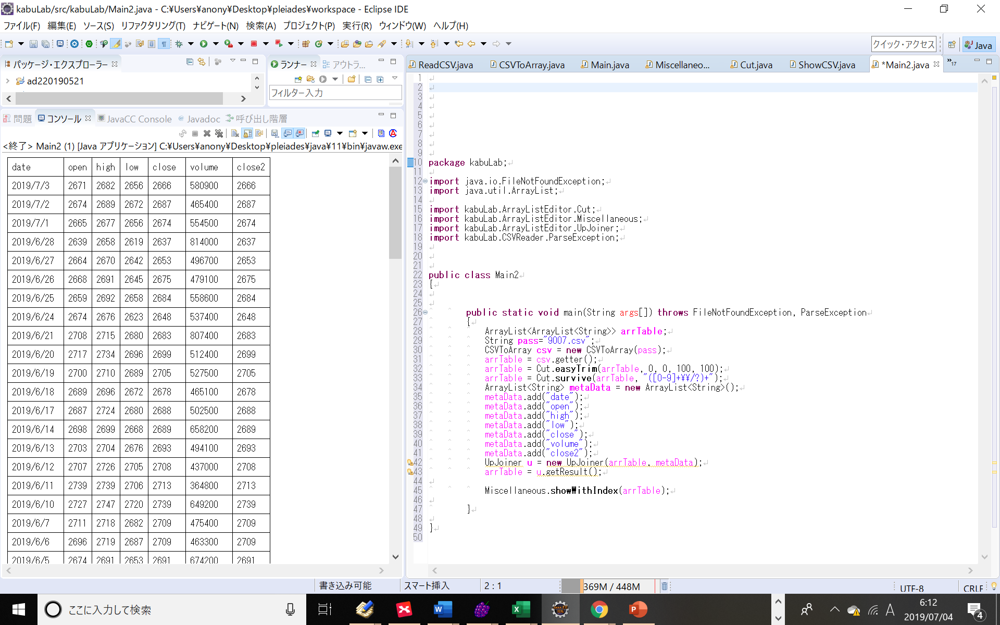 kabuLab/src/kabuLab/Main2.java - C:¥Users¥anony¥Desktop¥pleiades¥workspace - Eclipse IDE
ファイル(F) 編集(E) ソース(S) リファクタリング(T) ナビゲート(N) 検索(A) プロジェクト(P) 実行(R) ウィンドウ(W) ヘルプ(H)
クイック・アクセス
Java
パッケージ・エクスプローラー
ad220190521
ランナー
アウトラ...
フィルター入力
問題 コンソール JavaCC Console @ Javadoc 呼び出し階層
<終了> Main2 (1) [Java アプリケーション] C:¥Users¥anony¥Desktop¥pleiades¥java¥11¥bin¥javaw.exe
date open high low close volume close2
2019/7/3 2671 2682 2656 2666 580900 2666
2019/7/2 2674 2689 2672 2687 465400 2687
2019/7/1 2665 2677 2656 2674 554500 2674
2019/6/28 2639 2658 2619 2637 814000 2637
2019/6/27 2664 2670 2642 2653 496700 2653
2019/6/26 2668 2691 2645 2675 479100 2675
2019/6/25 2659 2692 2658 2684 558600 2684
2019/6/24 2674 2676 2623 2648 537400 2648
2019/6/21 2708 2715 2680 2683 807400 2683
2019/6/20 2717 2734 2696 2699 512400 2699
2019/6/19 2700 2710 2689 2705 527500 2705
2019/6/18 2689 2696 2672 2678 465100 2678
2019/6/17 2687 2724 2680 2688 502500 2688
2019/6/14 2698 2699 2668 2689 658200 2689
2019/6/13 2703 2704 2676 2693 494100 2693
2019/6/12 2707 2726 2705 2708 437000 2708
2019/6/11 2739 2739 2706 2713 364800 2713
2019/6/10 2727 2747 2720 2739 649200 2739
2019/6/7 2711 2718 2682 2709 475400 2709
2019/6/6 2696 2719 2687 2709 463300 2709
2019/6/5 2674 2691 2653 2691 674200 2691
ReadCSV.java CSVToArray.java Main.java Miscellaneo... Cut.java ShowCSV.java *Main2.java »17
1
2
3
4
5
6
7
8
9
10 package kabuLab;
11
12 import java.io.FileNotFoundException;
13 import java.util.ArrayList;
14
15 import kabuLab.ArrayListEditor.Cut;
16 import kabuLab.ArrayListEditor.Miscellaneous;
17 import kabuLab.ArrayListEditor.UpJoiner;
18 import kabuLab.CSVReader.ParseException;
19
20
21
22 public class Main2
23 {
24
25
26 public static void main(String args[]) throws FileNotFoundException, ParseException
27 {
28 ArrayList<ArrayList<String>> arrTable;
29 String pass="9007.csv";
30 CSVToArray csv = new CSVToArray(pass);
31 arrTable = csv.getter();
32 arrTable = Cut.easyTrim(arrTable, 0, 0, 100, 100);
33 arrTable = Cut.survive(arrTable, "([0-9]+¥¥/?)+");
34 ArrayList<String> metaData = new ArrayList<String>();
35 metaData.add("date");
36 metaData.add("open");
37 metaData.add("high");
38 metaData.add("low");
39 metaData.add("close");
40 metaData.add("volume");
41 metaData.add("close2");
42 UpJoiner u = new UpJoiner(arrTable, metaData);
43 arrTable = u.getResult();
44
45 Miscellaneous.showWithIndex(arrTable);
46
47 }
48
49 }
50
書き込み可能 スマート挿入 2 : 1 369M / 448M UTF-8 CRLF
ここに入力して検索
A
6:12
2019/07/04
4